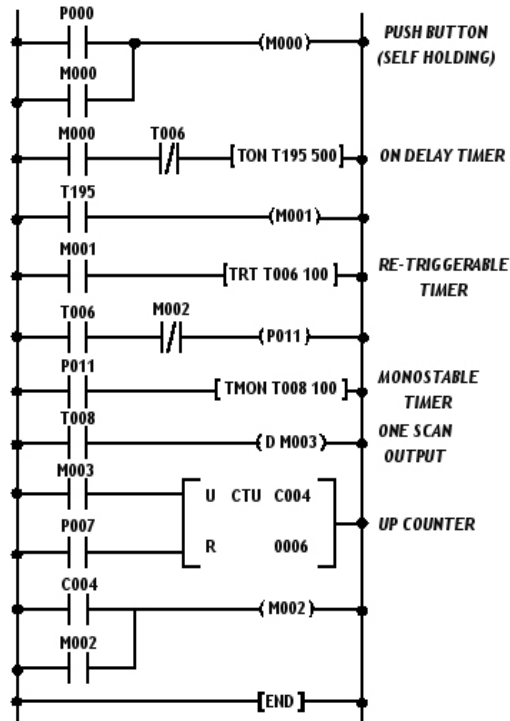 P000
(M000)
PUSH BUTTON
(SELF HOLDING)
M000
M000
T006
[TON T195 500]
ON DELAY TIMER
T195
(M001)
M001
[TRT T006 100]
RE-TRIGGERABLE
TIMER
T006
M002
(P011)
P011
[TMON T008 100]
MONOSTABLE
TIMER
T008
(D M003)
ONE SCAN
OUTPUT
M003
U CTU C004
P007
R 0006
UP COUNTER
C004
(M002)
M002
[END]